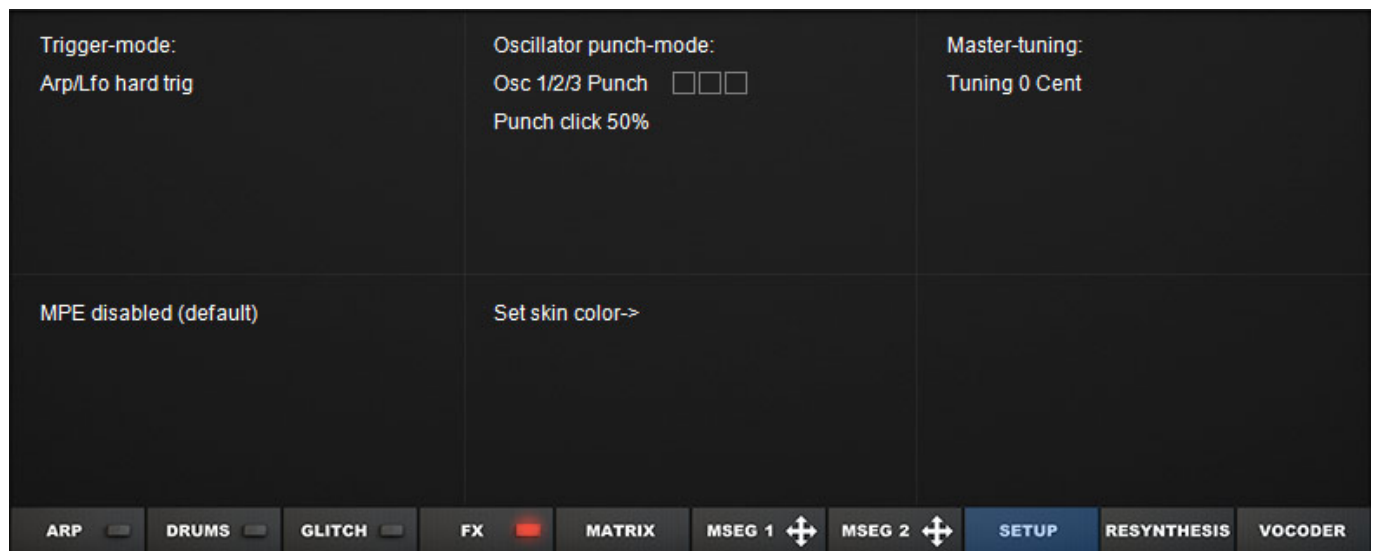 Trigger-mode:
Arp/Lfo hard trig
Oscillator punch-mode:
Osc 1/2/3 Punch
Punch click 50%
Master-tuning:
Tuning 0 Cent
MPE disabled (default)
Set skin color->
ARP DRUMS GLITCH FX MATRIX MSEG 1 MSEG 2 SETUP RESYNTHESIS VOCODER